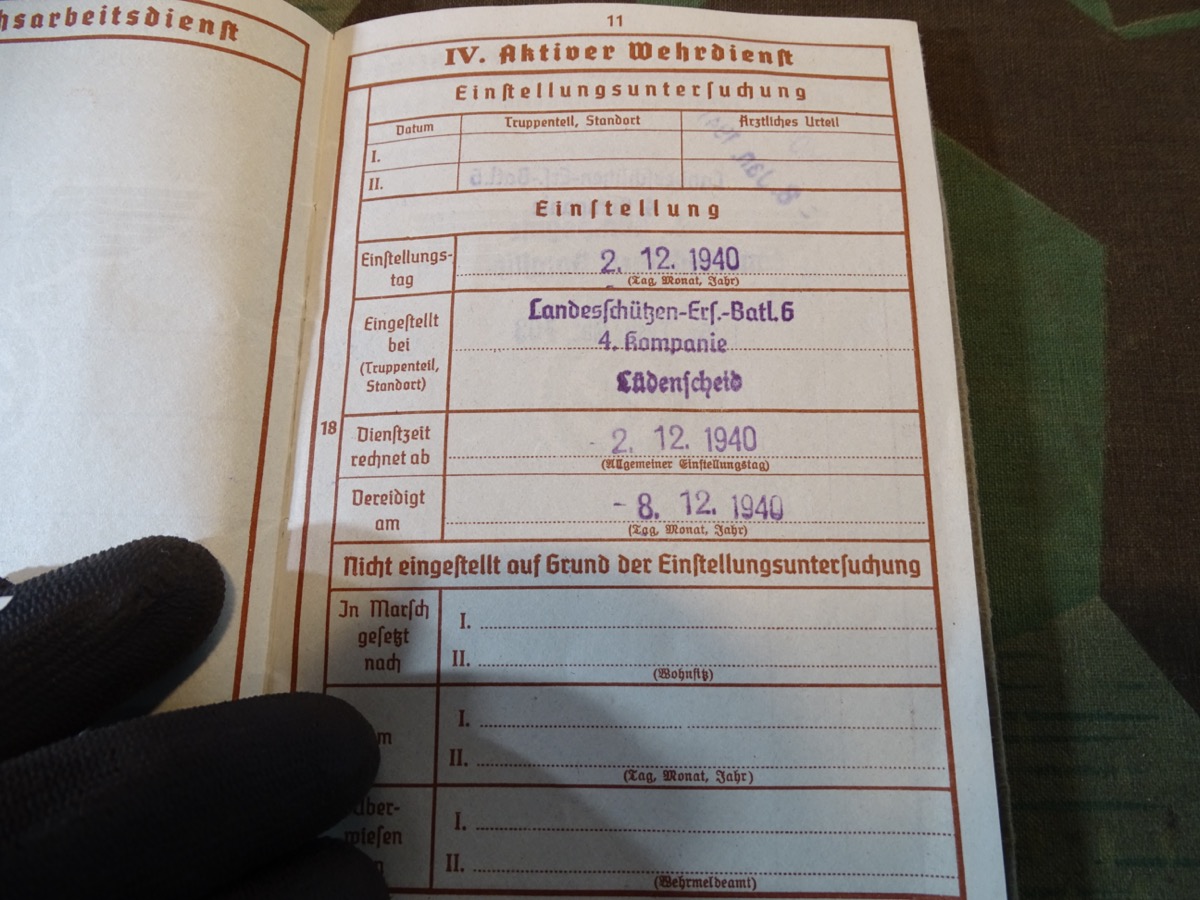 hsarbeitsdienst
11
IV. Aktiver Wehrdienst
Einstellungsuntersuchung
Datum Truppenteil, Standort Ärztliches Urteil
I.
II.
Einstellung
Einstellungs-
tag
2. 12. 1940
(Tag, Monat, Jahr)
Eingestellt
bei
(Truppenteil,
Standort)
Landesschützen-Ers.-Batl. 6
4. Kompanie
Lüdenscheid
18
Dienstzeit
rechnet ab
- 2. 12. 1940
(Allgemeiner Einstellungstag)
Vereidigt
am
- 8. 12. 1940
(Tag, Monat, Jahr)
Nicht eingestellt auf Grund der Einstellungsuntersuchung
In Marsch
gesetzt
nach
I.
II.
(Wohnsitz)
m
I.
II.
(Tag, Monat, Jahr)
über-
wiesen
n
I.
II.
(Wehrmeldeamt)